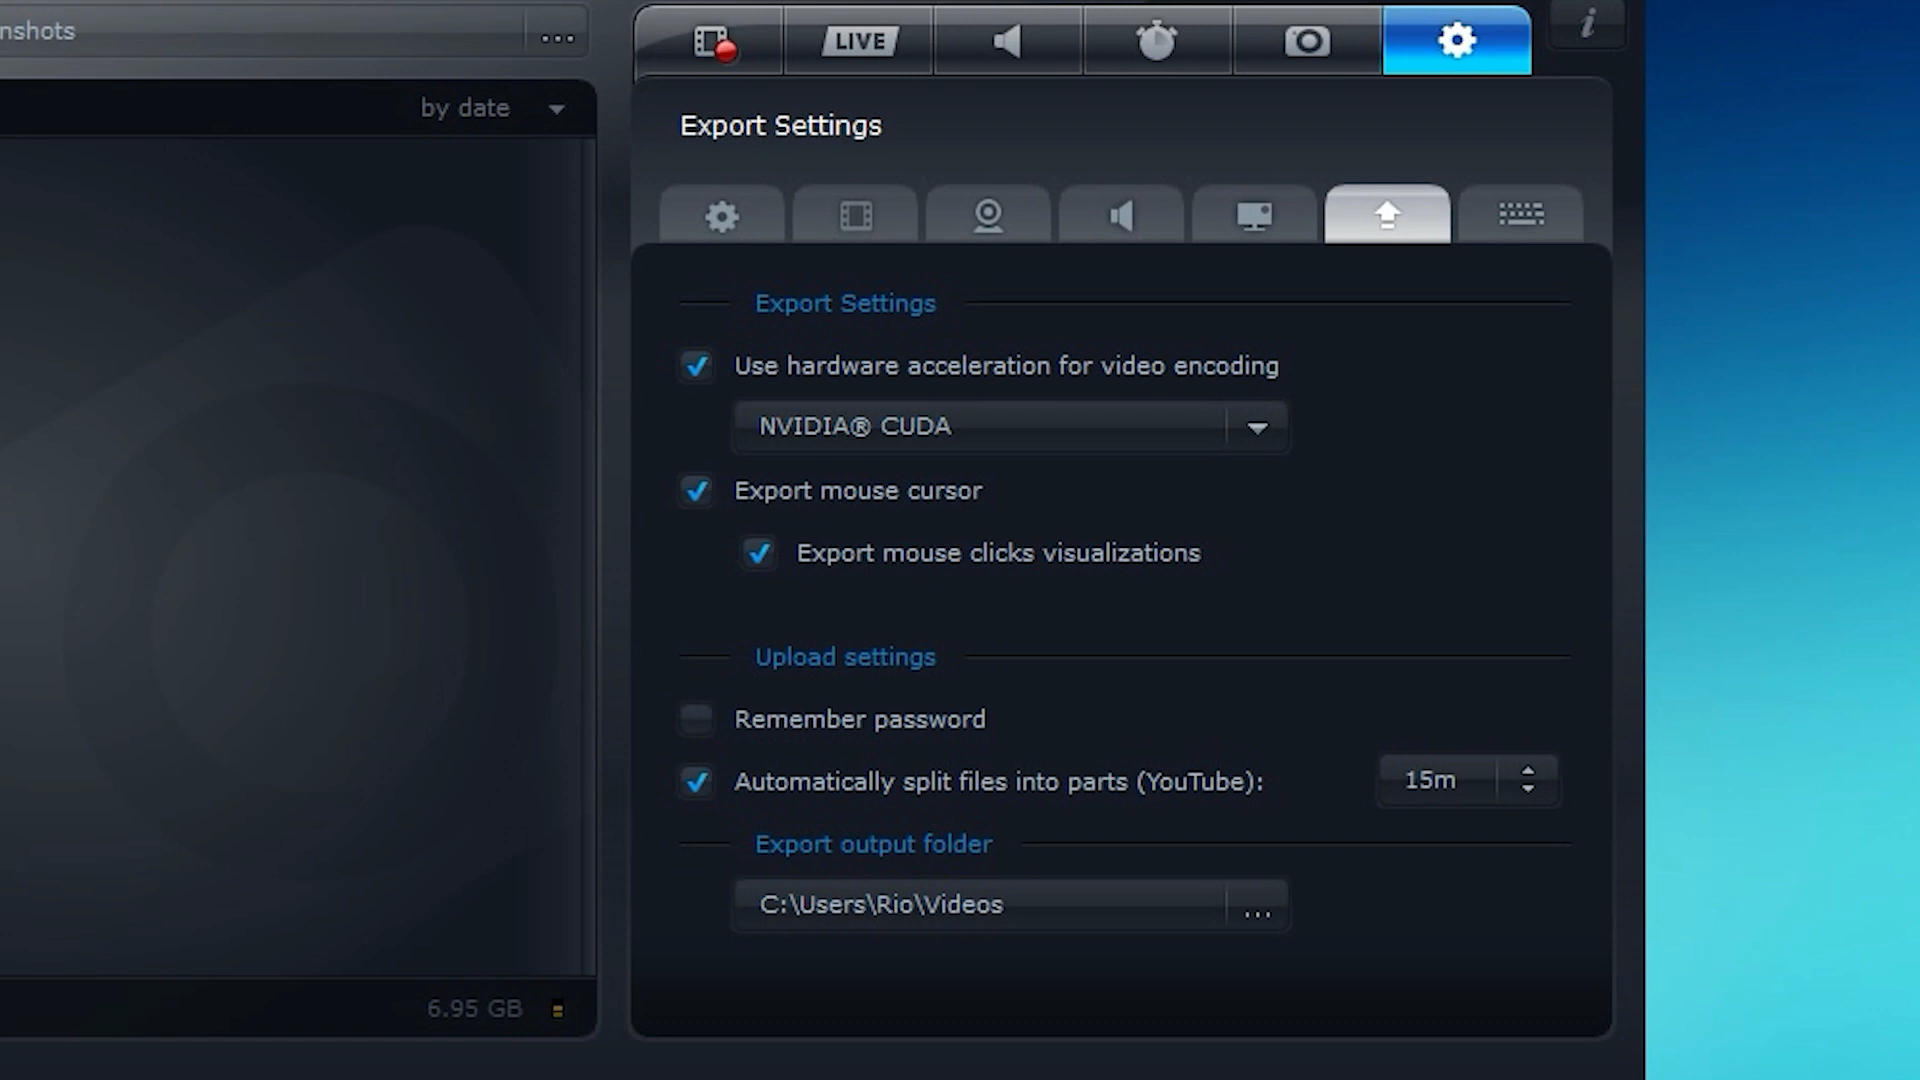 nshots
...
LIVE
i
by date
Export Settings
Export Settings
Use hardware acceleration for video encoding
NVIDIA® CUDA
Export mouse cursor
Export mouse clicks visualizations
Upload settings
Remember password
Automatically split files into parts (YouTube):
15m
Export output folder
C:\Users\Rio\Videos
...
6.95 GB